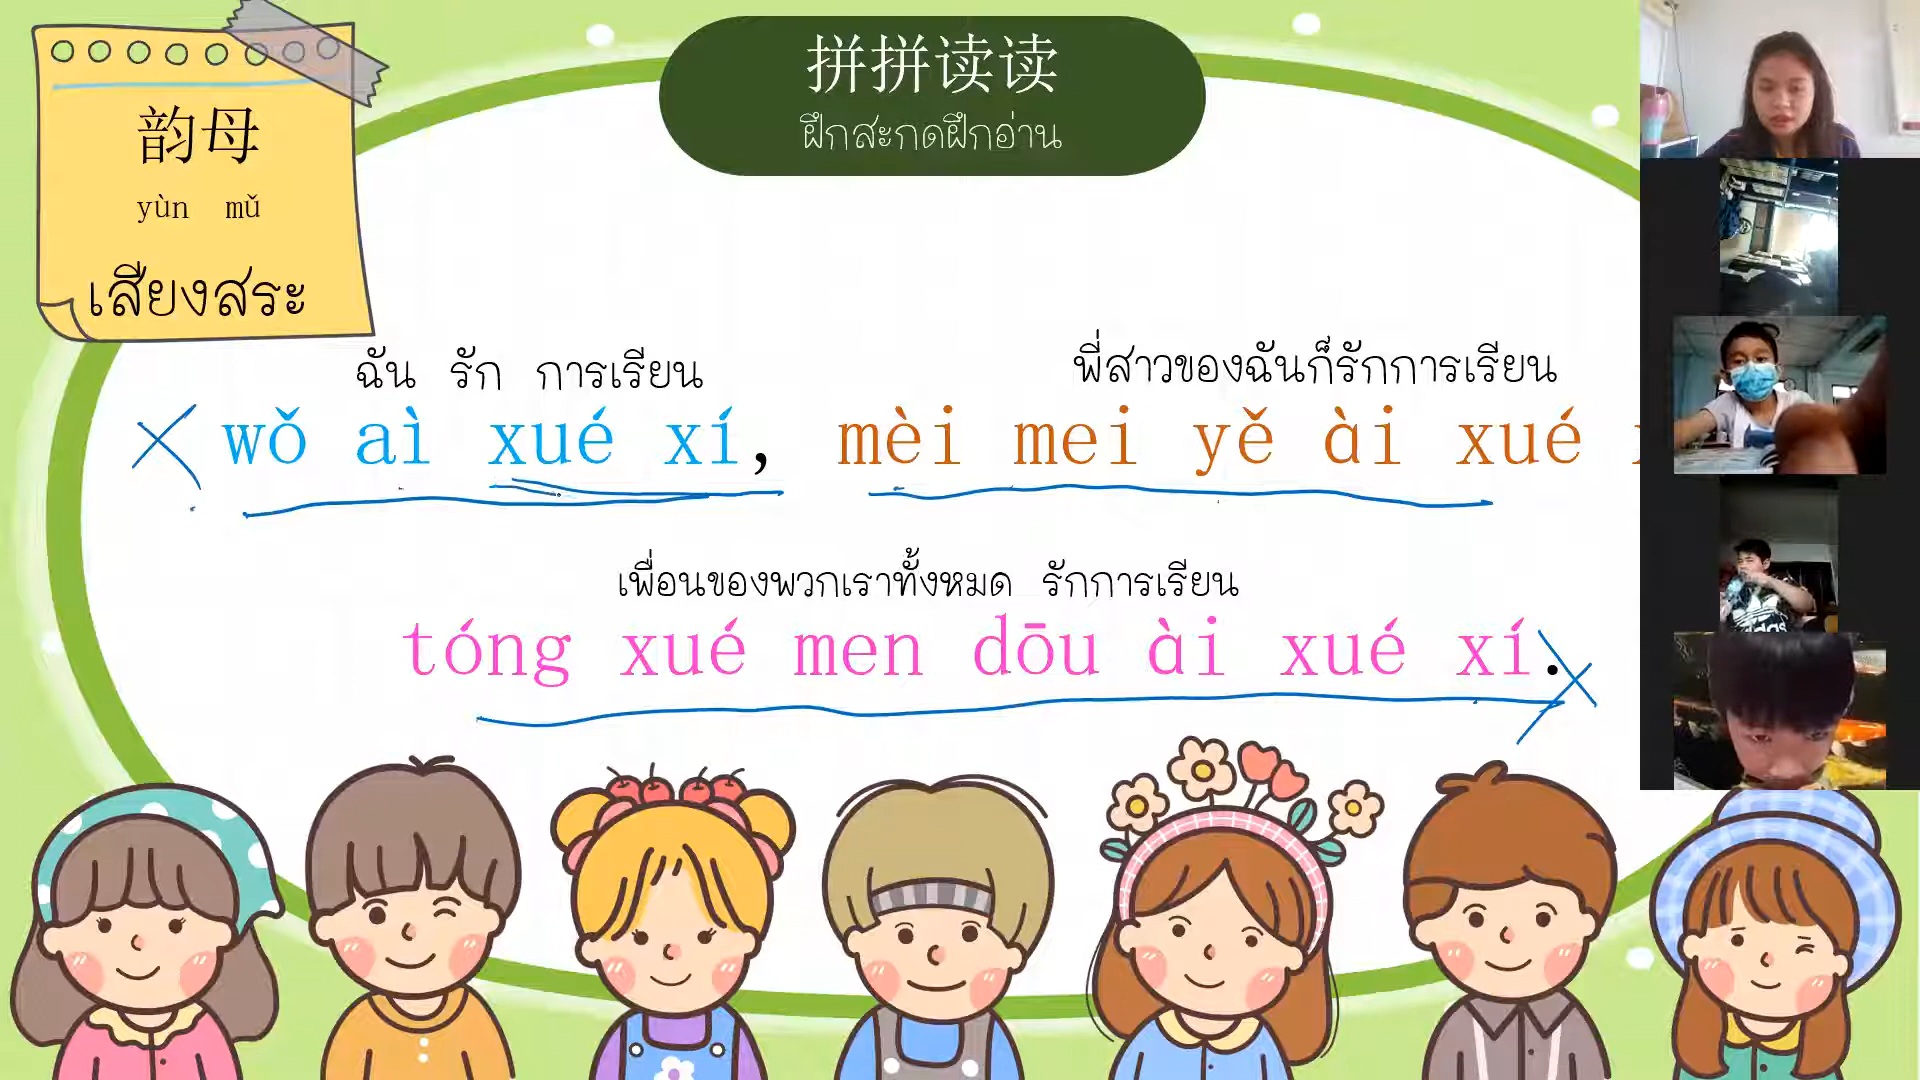 韵母
yùn mǔ
เสียงสระ
拼拼读读
ฝึกสะกดฝึกอ่าน
ฉัน รัก การเรียน
พี่สาวของฉันก็รักการเรียน
wǒ aì xué xí, mèi mei yě ài xué
เพื่อนของพวกเราทั้งหมด รักการเรียน
tóng xué men dōu ài xué xí.